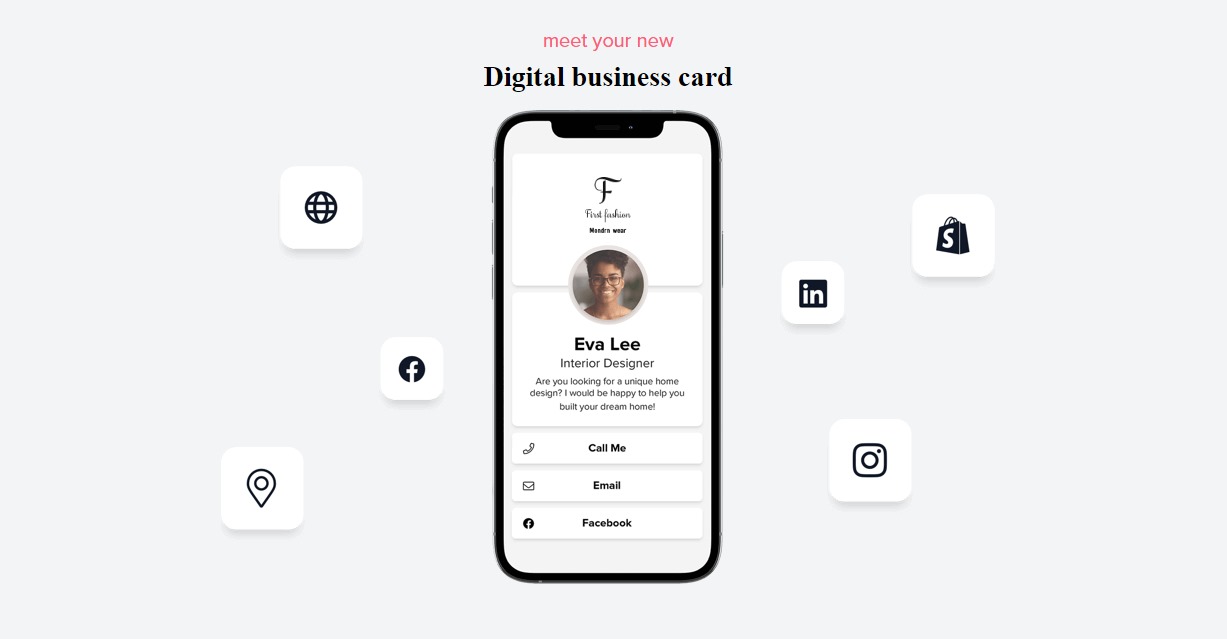 meet your new
Digital business card
F
First fashion
Mondrn wear
Eva Lee
Interior Designer
Are you looking for a unique home
design? I would be happy to help you
built your dream home!
Call Me
Email
Facebook